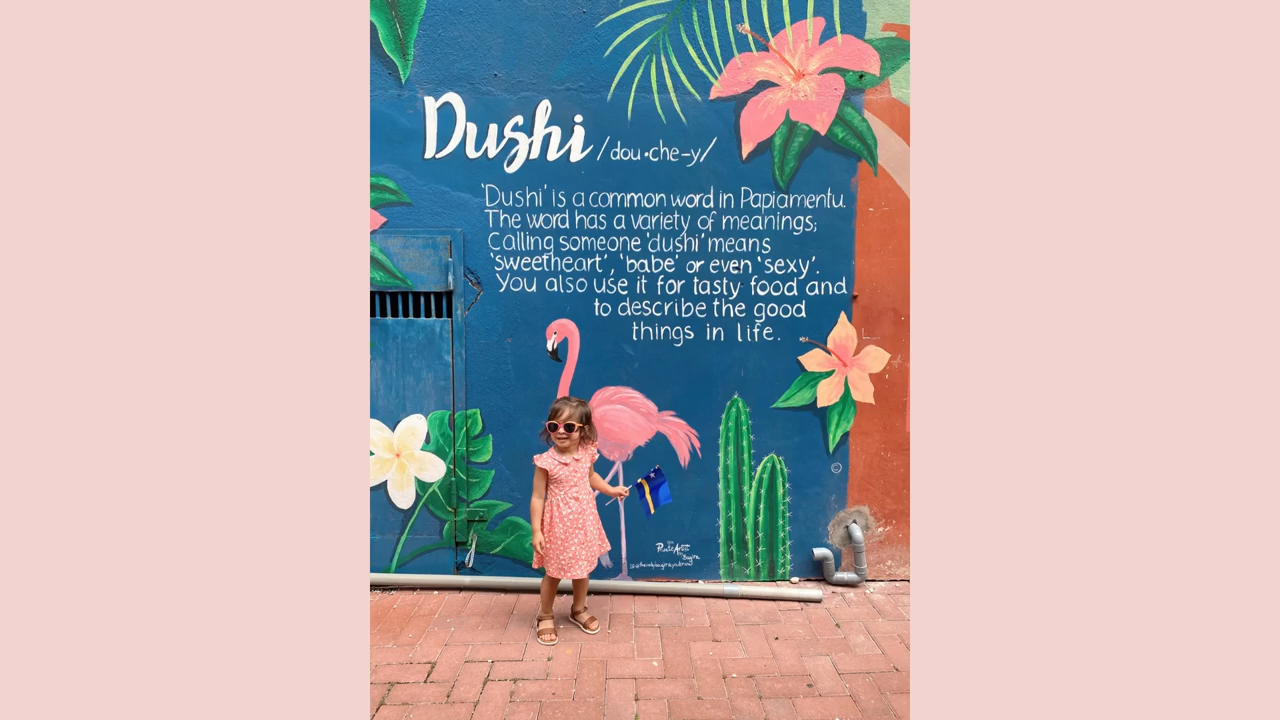 Dushi /dou•che-y/
'Dushi' is a common word in Papiamentu.
The word has a variety of meanings;
Calling someone 'dushi' means
'sweetheart', 'babe' or even 'sexy'.
You also use it for tasty food and
to describe the good
things in life.
©